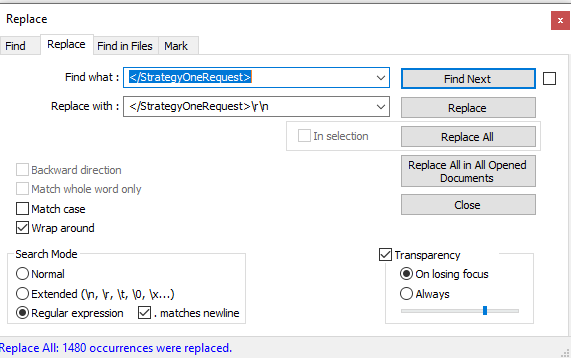 Replace
x
Find
Replace
Find in Files
Mark
Find what :
</StrategyOneRequest>
Find Next
Replace with :
</StrategyOneRequest>\r\n
Replace
In selection
Replace All
Backward direction
Replace All in All Opened
Documents
Match whole word only
Match case
Close
Wrap around
Search Mode
Transparency
Normal
On losing focus
Extended (\n, \r, \t, \0, \x...)
Always
Regular expression
. matches newline
Replace All: 1480 occurrences were replaced.